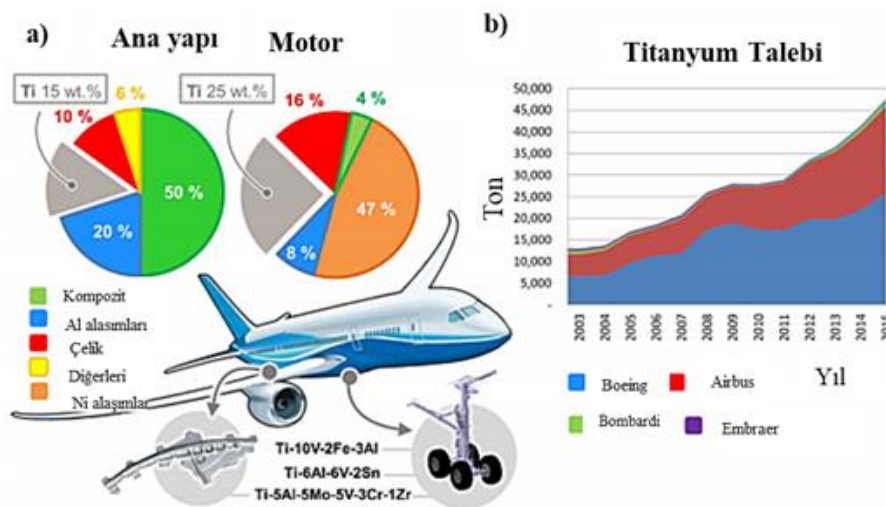 a)
Ana yapı
Motor
Ti 15 wt.%
6 %
10 %
50 %
20 %
Ti 25 wt.%
16 %
4 %
47 %
8 %
Kompozit
Al alaşımları
Çelik
Diğerleri
Ni alaşımlar
Ti-10V-2Fe-3Al
Ti-6Al-6V-2Sn
Ti-5Al-5Mo-5V-3Cr-1Zr
b)
Titanyum Talebi
50,000
45,000
40,000
35,000
30,000
25,000
20,000
15,000
10,000
5,000
-
Ton
2003
2004
2005
2006
2007
2008
2009
2010
2011
2012
2013
2014
2015
Yıl
Boeing
Airbus
Bombardi
Embraer